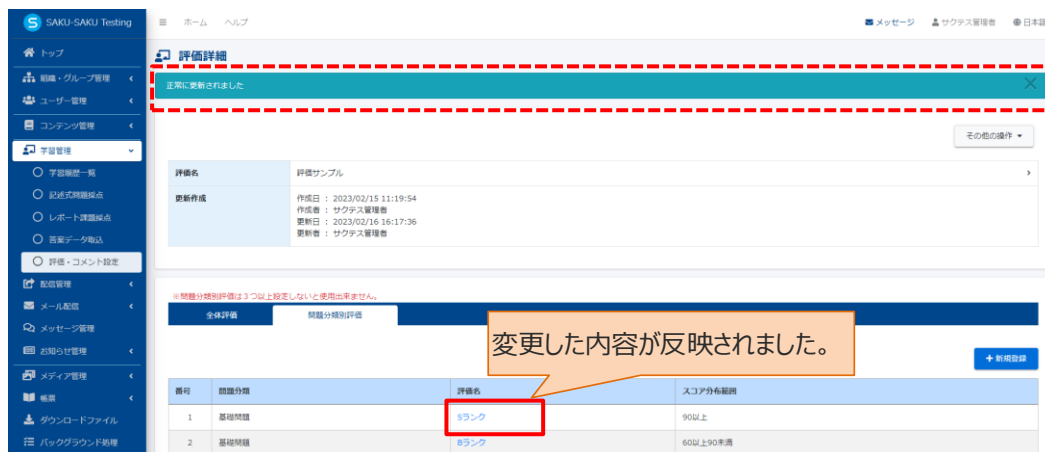 SAKU-SAKU Testing
ホーム ヘルプ
メッセージ サクテス管理者 日本語
トップ
組織・グループ管理
ユーザー管理
コンテンツ管理
学習管理
学習履歴一覧
記述式問題採点
レポート課題採点
答案データ取込
評価・コメント設定
配信管理
メール配信
メッセージ管理
お知らせ管理
メディア管理
帳票
ダウンロードファイル
バックグラウンド処理
評価詳細
正常に更新されました
その他の操作
評価名 評価サンプル
更新作成 作成日 : 2023/02/15 11:19:54
作成者 : サクテス管理者
更新日 : 2023/02/16 16:17:36
更新者 : サクテス管理者
※問題分類別評価は3つ以上設定しないと使用出来ません。
全体評価 問題分類別評価
変更した内容が反映されました。
+ 新規登録
番号 問題分類 評価名 スコア分布範囲
1 基礎問題 Sランク 90以上
2 基礎問題 Bランク 60以上90未満